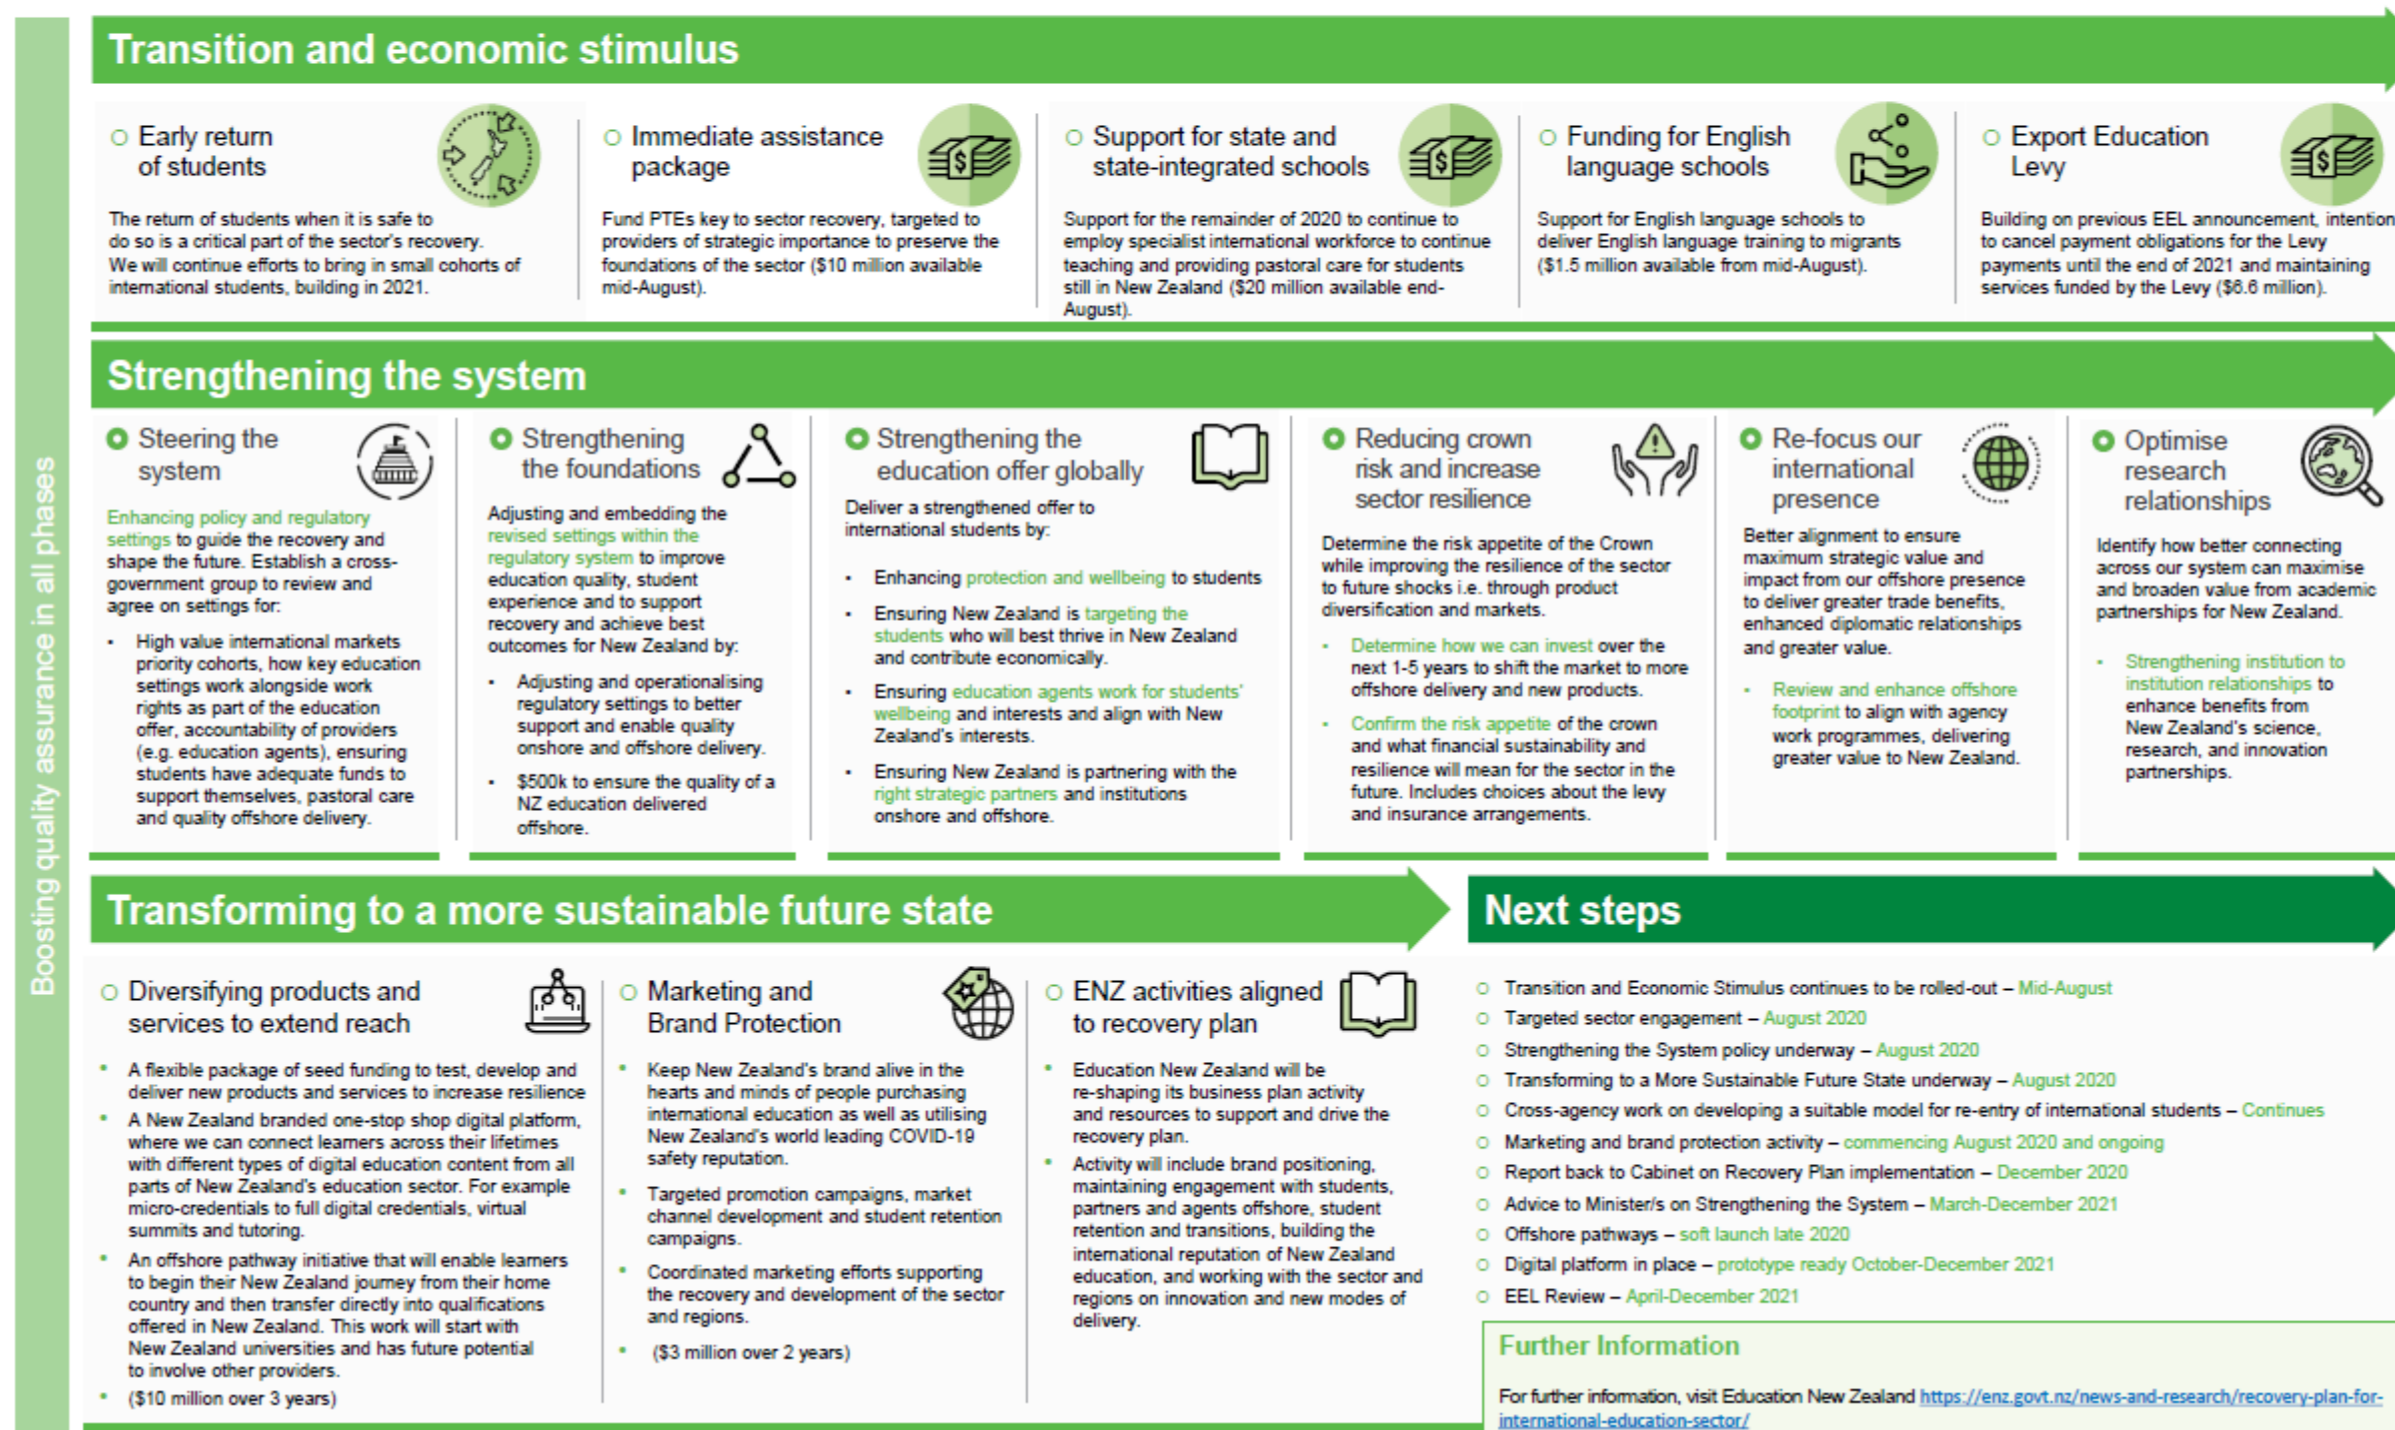 Boosting quality assurance in all phases
Transition and economic stimulus
Early return
of students
The return of students when it is safe to
do so is a critical part of the sector's recovery.
We will continue efforts to bring in small cohorts of
international students, building in 2021.
Immediate assistance
package
Fund PTEs key to sector recovery, targeted to
providers of strategic importance to preserve the
foundations of the sector ($10 million available
mid-August).
Support for state and
state-integrated schools
Support for the remainder of 2020 to continue to
employ specialist international workforce to continue
teaching and providing pastoral care for students
still in New Zealand ($20 million available end-
August).
Funding for English
language schools
Support for English language schools to
deliver English language training to migrants
($1.5 million available from mid-August).
Export Education
Levy
Building on previous EEL announcement, intention
to cancel payment obligations for the Levy
payments until the end of 2021 and maintaining
services funded by the Levy ($6.6 million).
Strengthening the system
Steering the
system
Enhancing policy and regulatory
settings to guide the recovery and
shape the future. Establish a cross-
government group to review and
agree on settings for:
• High value international markets
priority cohorts, how key education
settings work alongside work
rights as part of the education
offer, accountability of providers
(e.g. education agents), ensuring
students have adequate funds to
support themselves, pastoral care
and quality offshore delivery.
Strengthening
the foundations
Adjusting and embedding the
revised settings within the
regulatory system to improve
education quality, student
experience and to support
recovery and achieve best
outcomes for New Zealand by:
• Adjusting and operationalising
regulatory settings to better
support and enable quality
onshore and offshore delivery.
• $500k to ensure the quality of a
NZ education delivered
offshore.
Strengthening the
education offer globally
Deliver a strengthened offer to
international students by:
• Enhancing protection and wellbeing to students
• Ensuring New Zealand is targeting the
students who will best thrive in New Zealand
and contribute economically.
• Ensuring education agents work for students'
wellbeing and interests and align with New
Zealand's interests.
• Ensuring New Zealand is partnering with the
right strategic partners and institutions
onshore and offshore.
Reducing crown
risk and increase
sector resilience
Determine the risk appetite of the Crown
while improving the resilience of the sector
to future shocks i.e. through product
diversification and markets.
• Determine how we can invest over the
next 1-5 years to shift the market to more
offshore delivery and new products.
• Confirm the risk appetite of the crown
and what financial sustainability and
resilience will mean for the sector in the
future. Includes choices about the levy
and insurance arrangements.
Re-focus our
international
presence
Better alignment to ensure
maximum strategic value and
impact from our offshore presence
to deliver greater trade benefits,
enhanced diplomatic relationships
and greater value.
• Review and enhance offshore
footprint to align with agency
work programmes, delivering
greater value to New Zealand.
Optimise
research
relationships
Identify how better connecting
across our system can maximise
and broaden value from academic
partnerships for New Zealand.
• Strengthening institution to
institution relationships to
enhance benefits from
New Zealand's science,
research, and innovation
partnerships.
Transforming to a more sustainable future state
Diversifying products and
services to extend reach
• A flexible package of seed funding to test, develop and
deliver new products and services to increase resilience
• A New Zealand branded one-stop shop digital platform,
where we can connect learners across their lifetimes
with different types of digital education content from all
parts of New Zealand's education sector. For example
micro-credentials to full digital credentials, virtual
summits and tutoring.
• An offshore pathway initiative that will enable learners
to begin their New Zealand journey from their home
country and then transfer directly into qualifications
offered in New Zealand. This work will start with
New Zealand universities and has future potential
to involve other providers.
• ($10 million over 3 years)
Marketing and
Brand Protection
• Keep New Zealand's brand alive in the
hearts and minds of people purchasing
international education as well as utilising
New Zealand's world leading COVID-19
safety reputation.
• Targeted promotion campaigns, market
channel development and student retention
campaigns.
• Coordinated marketing efforts supporting
the recovery and development of the sector
and regions.
• ($3 million over 2 years)
ENZ activities aligned
to recovery plan
• Education New Zealand will be
re-shaping its business plan activity
and resources to support and drive the
recovery plan.
• Activity will include brand positioning,
maintaining engagement with students,
partners and agents offshore, student
retention and transitions, building the
international reputation of New Zealand
education, and working with the sector and
regions on innovation and new modes of
delivery.
Next steps
Transition and Economic Stimulus continues to be rolled-out – Mid-August
Targeted sector engagement – August 2020
Strengthening the System policy underway – August 2020
Transforming to a More Sustainable Future State underway – August 2020
Cross-agency work on developing a suitable model for re-entry of international students – Continues
Marketing and brand protection activity – commencing August 2020 and ongoing
Report back to Cabinet on Recovery Plan implementation – December 2020
Advice to Minister/s on Strengthening the System – March-December 2021
Offshore pathways – soft launch late 2020
Digital platform in place – prototype ready October-December 2021
EEL Review – April-December 2021
Further Information
For further information, visit Education New Zealand https://enz.govt.nz/news-and-research/recovery-plan-for-
international-education-sector/